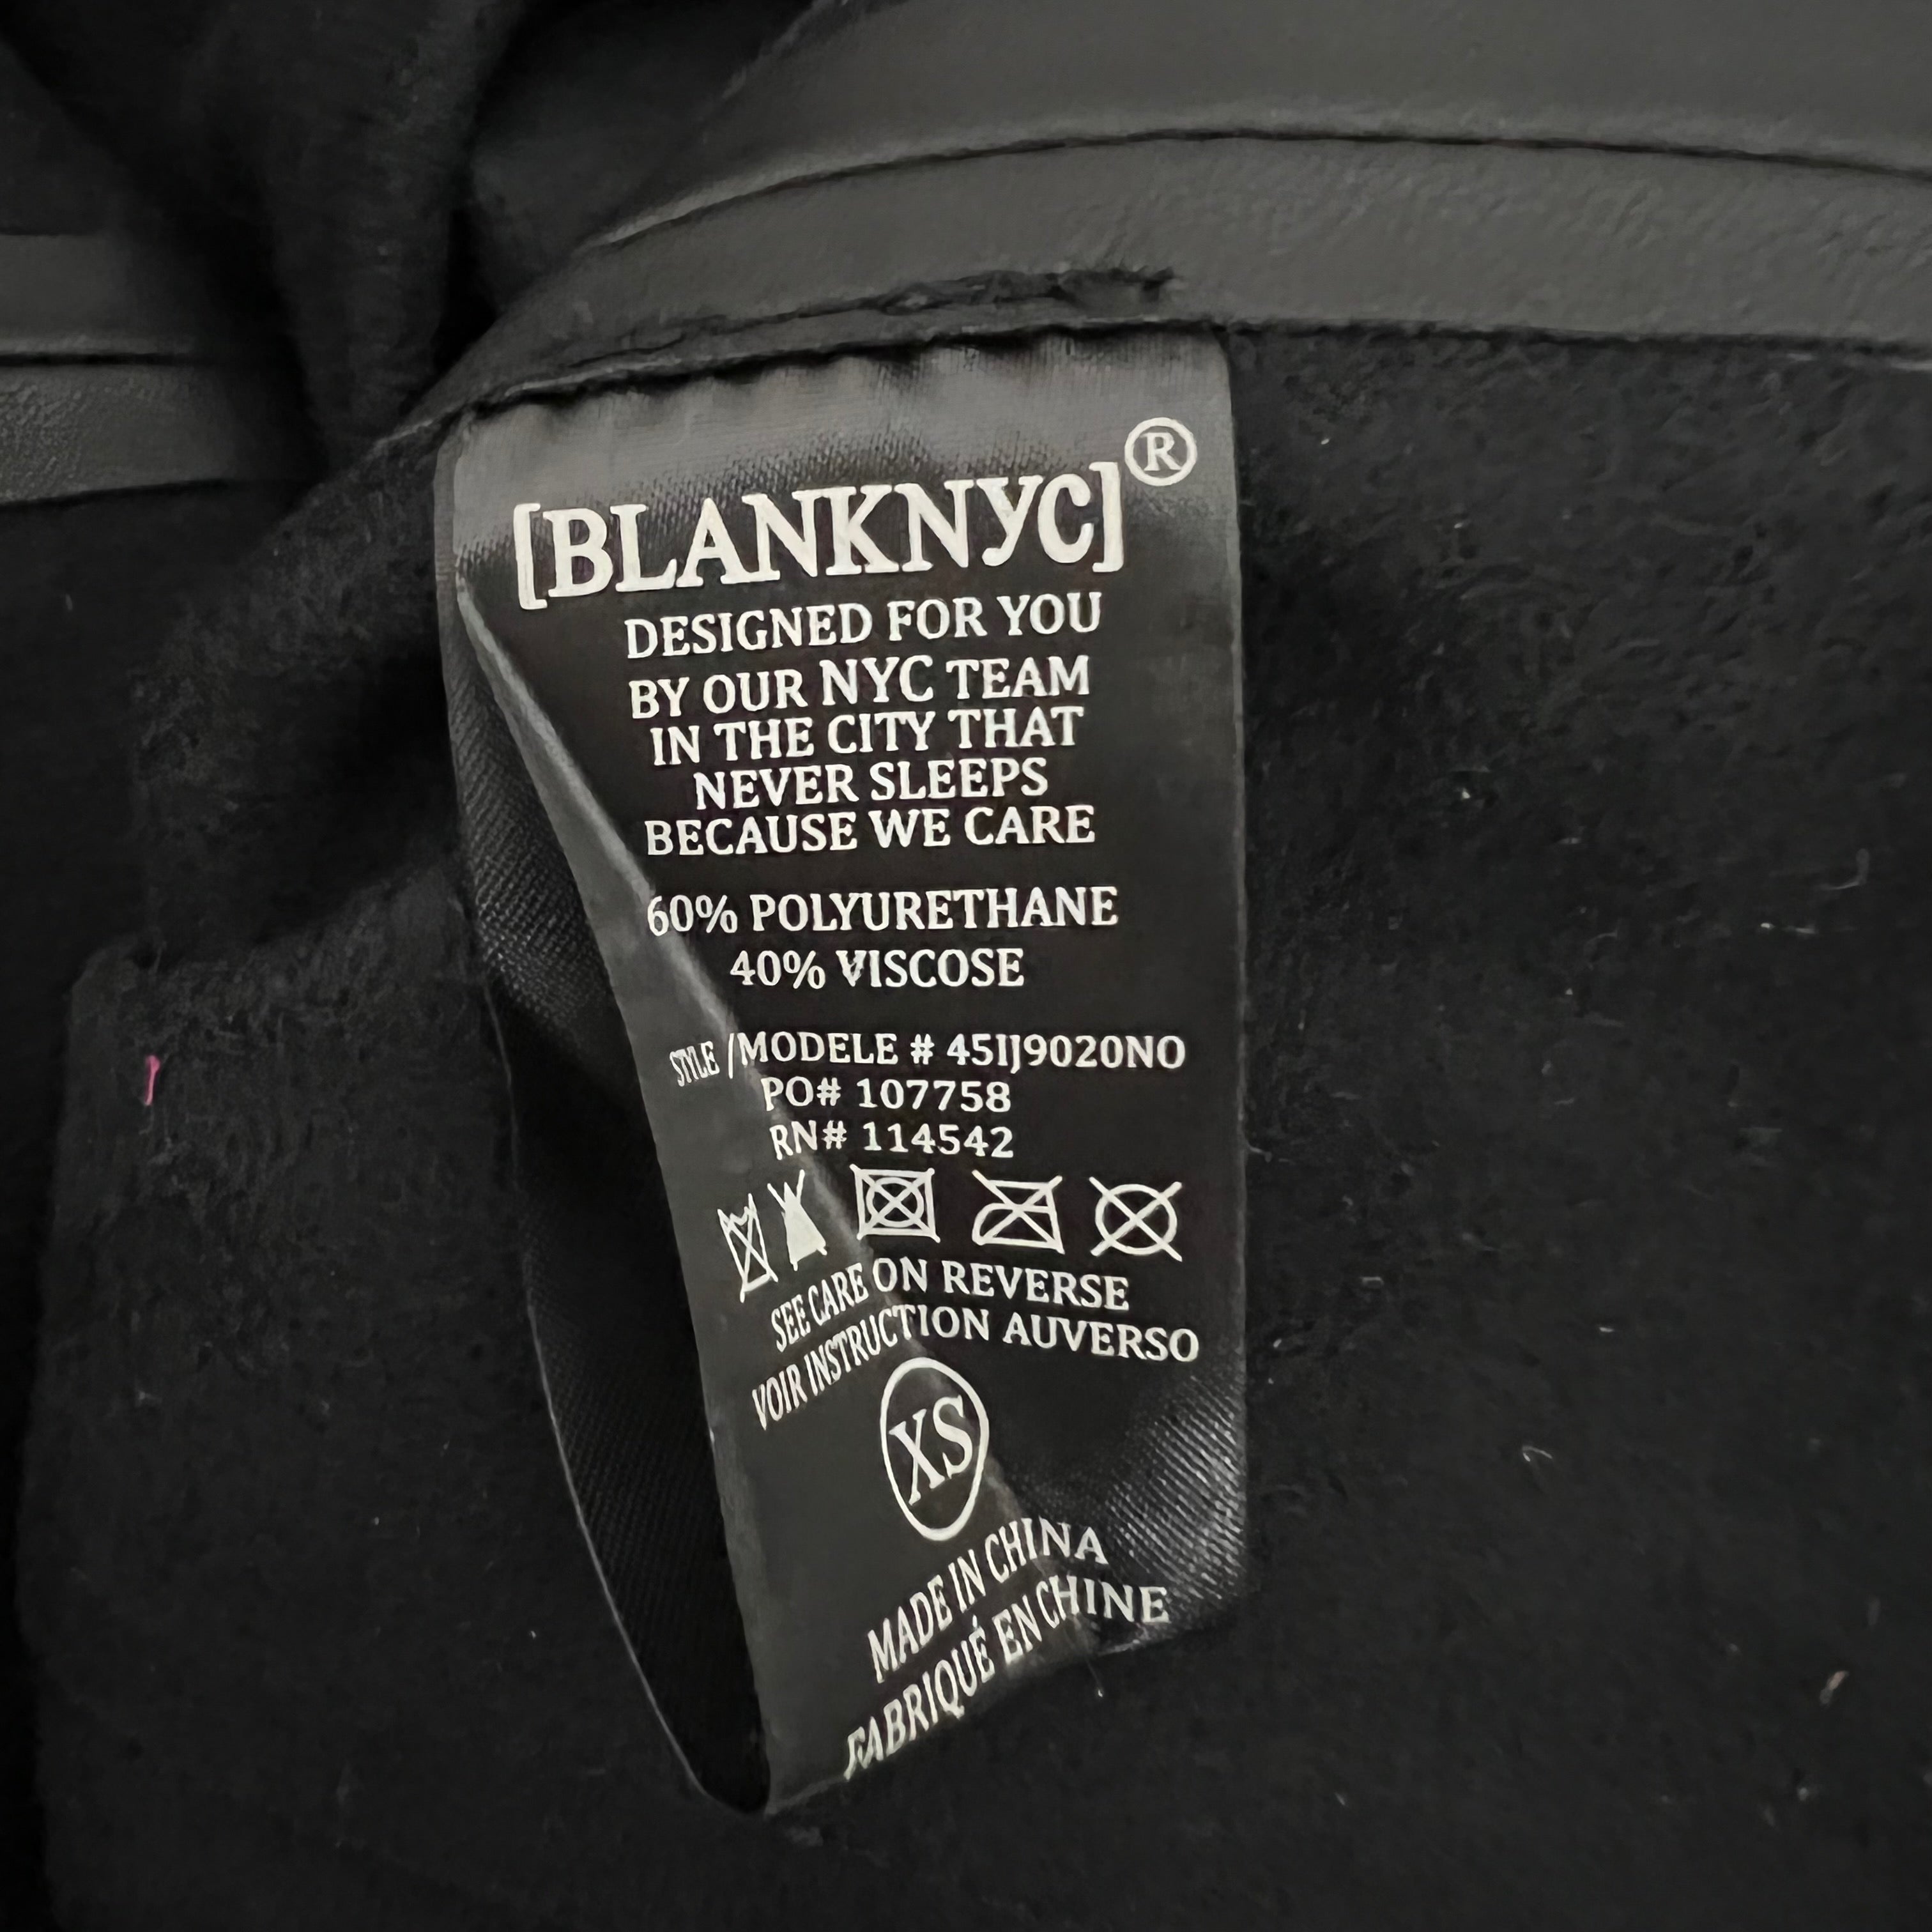 [BLANKNYC]®
DESIGNED FOR YOU
BY OUR NYC TEAM
IN THE CITY THAT
NEVER SLEEPS
BECAUSE WE CARE
60% POLYURETHANE
40% VISCOSE
STYLE /MODELE # 45IJ9020NO
PO# 107758
RN# 114542
SEE CARE ON REVERSE
VOIR INSTRUCTION AUVERSO
XS
MADE IN CHINA
FABRIQUÉ EN CHINE